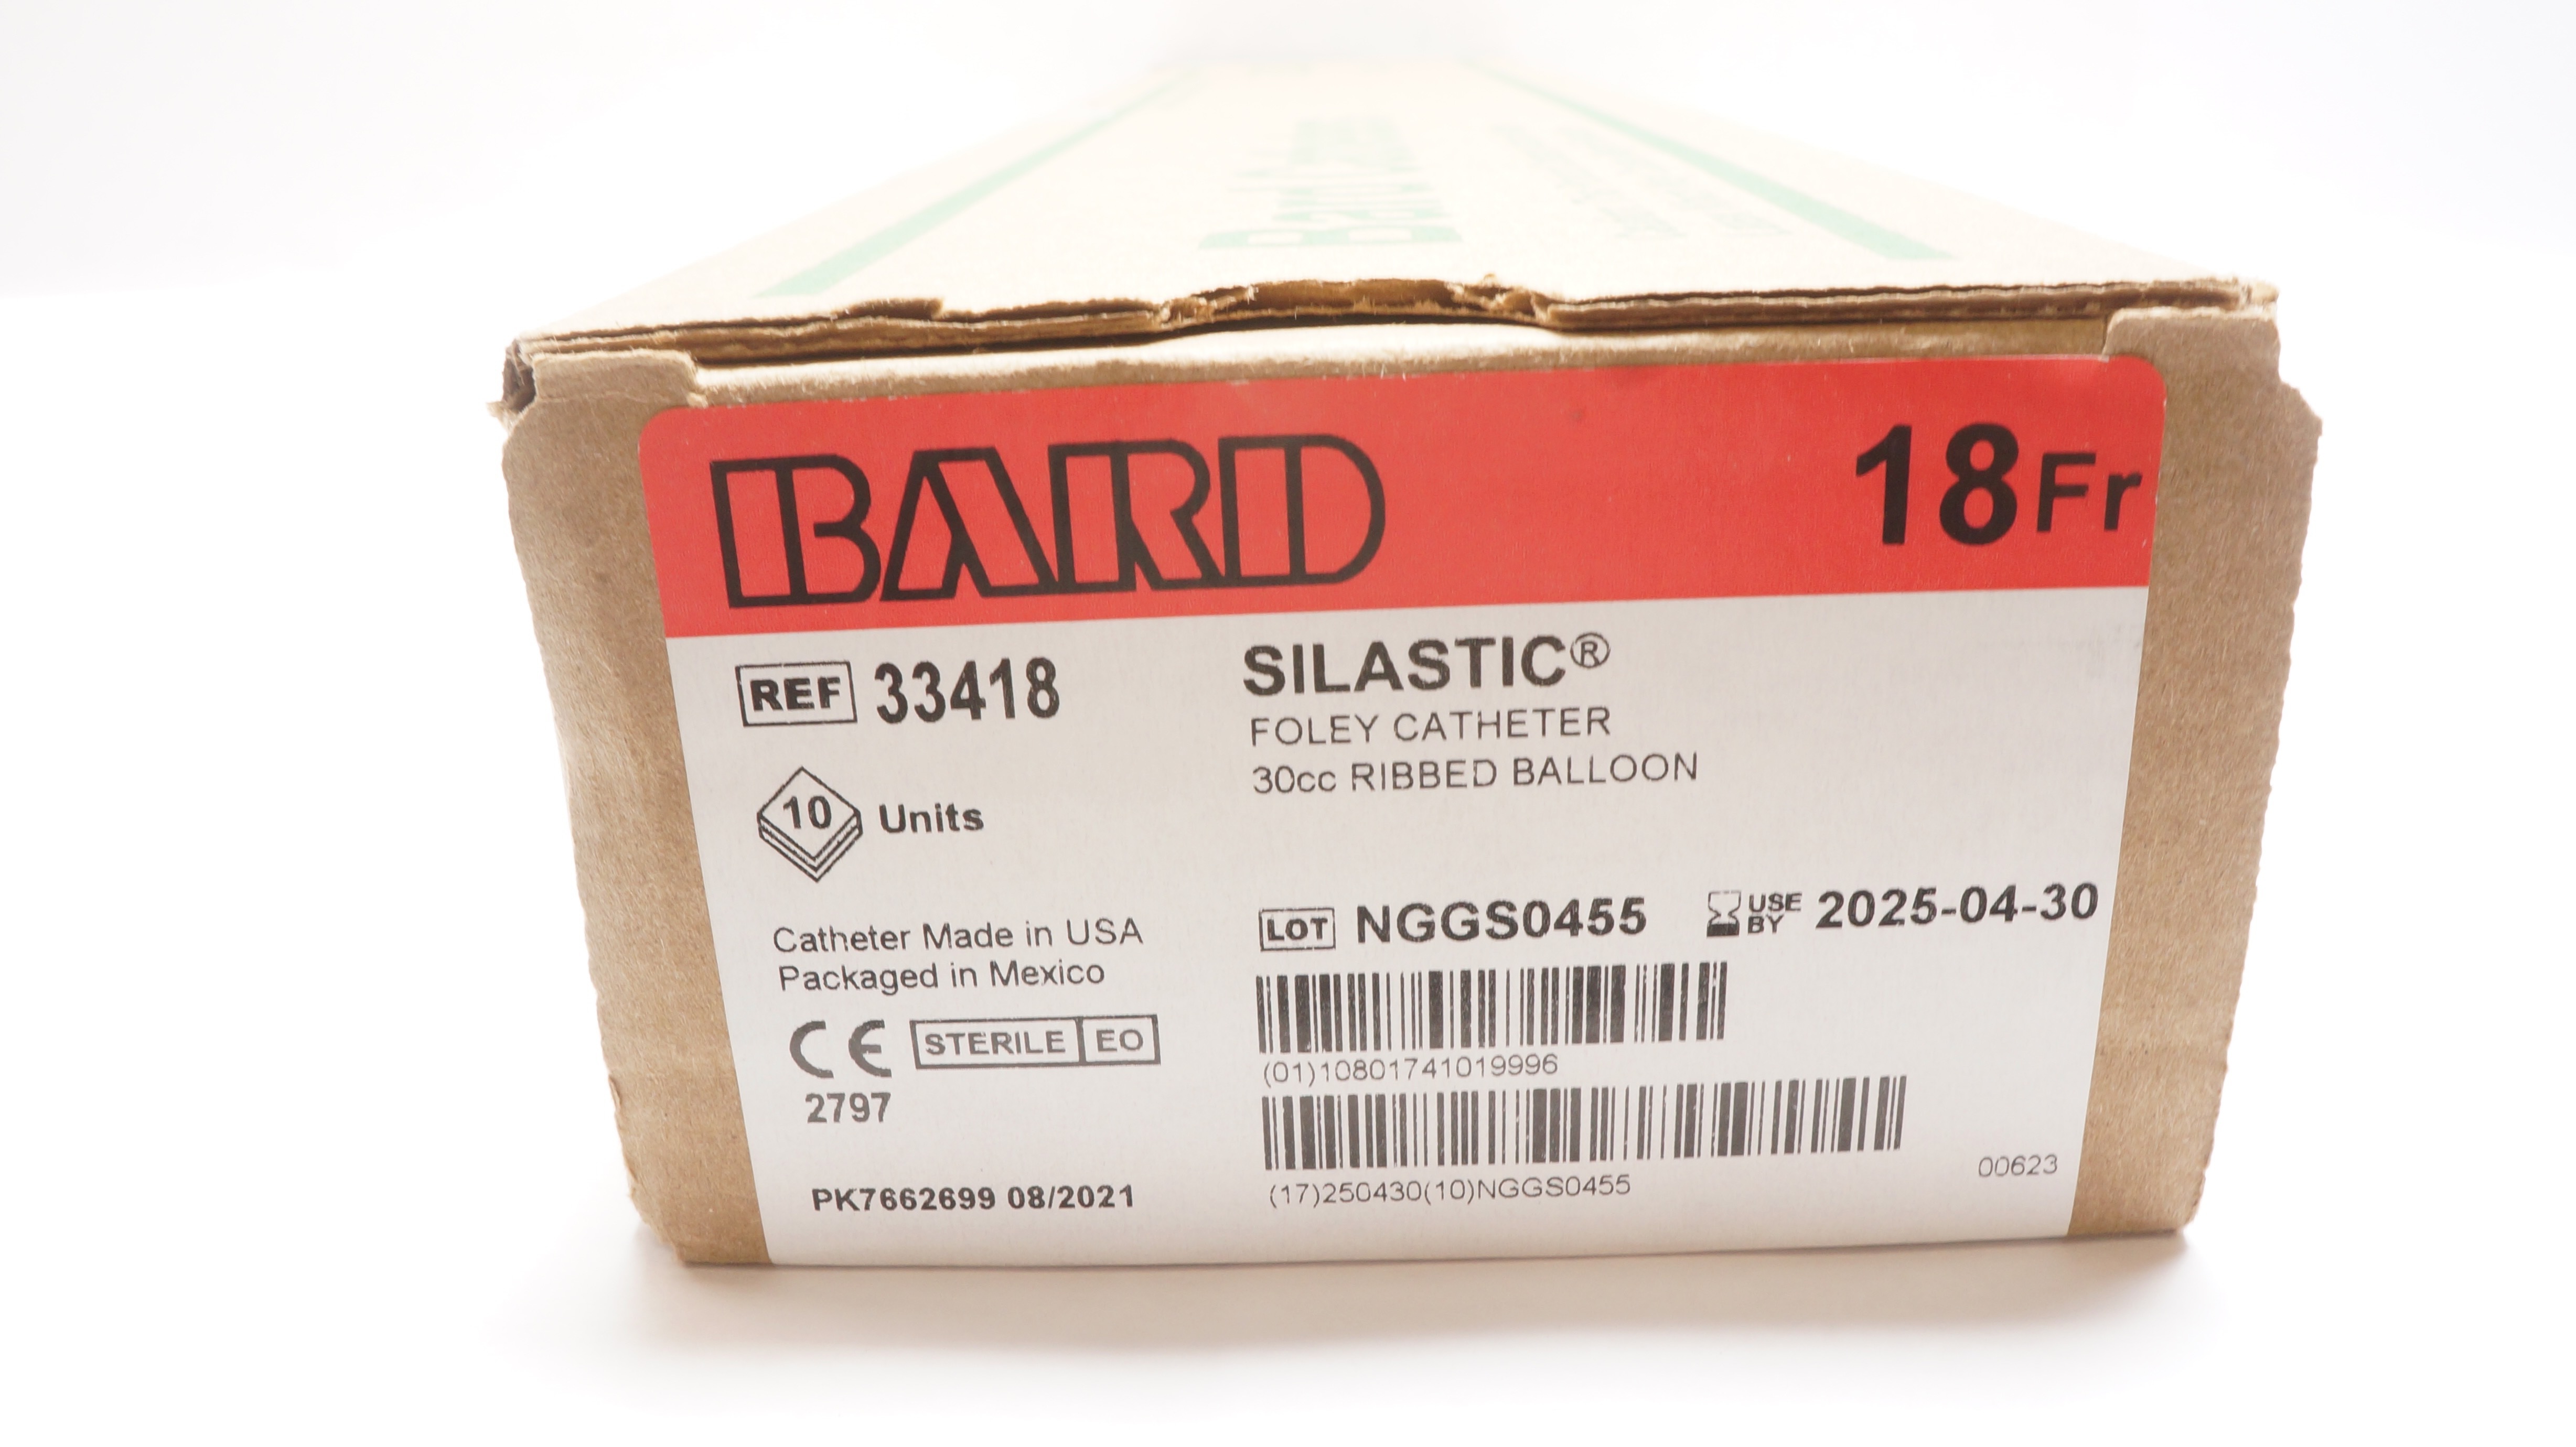 BARD
18Fr
REF 33418
SILASTIC®
FOLEY CATHETER
30cc RIBBED BALLOON
10 Units
Catheter Made in USA
Packaged in Mexico
LOT NGGS0455
USE BY 2025-04-30
CE STERILE EO
2797
(01)10801741019996
(17)250430(10)NGGS0455
PK7662699 08/2021
00623